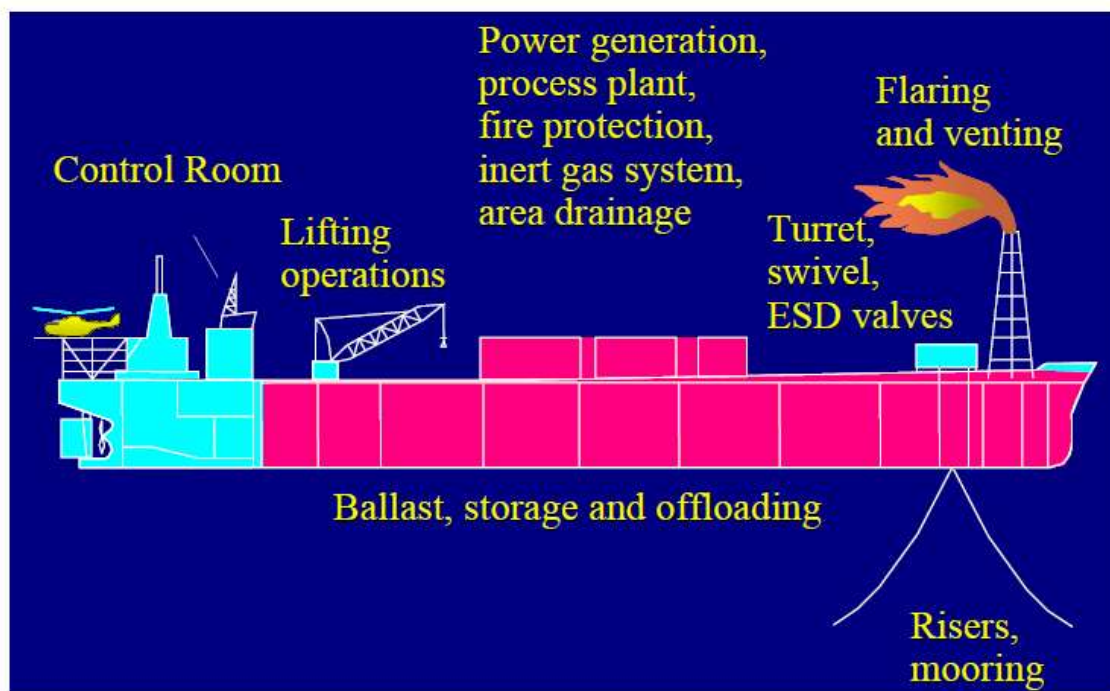 Power generation,
process plant,
fire protection,
inert gas system,
area drainage
Flaring
and venting
Control Room
Lifting
operations
Turret,
swivel,
ESD valves
Ballast, storage and offloading
Risers,
mooring